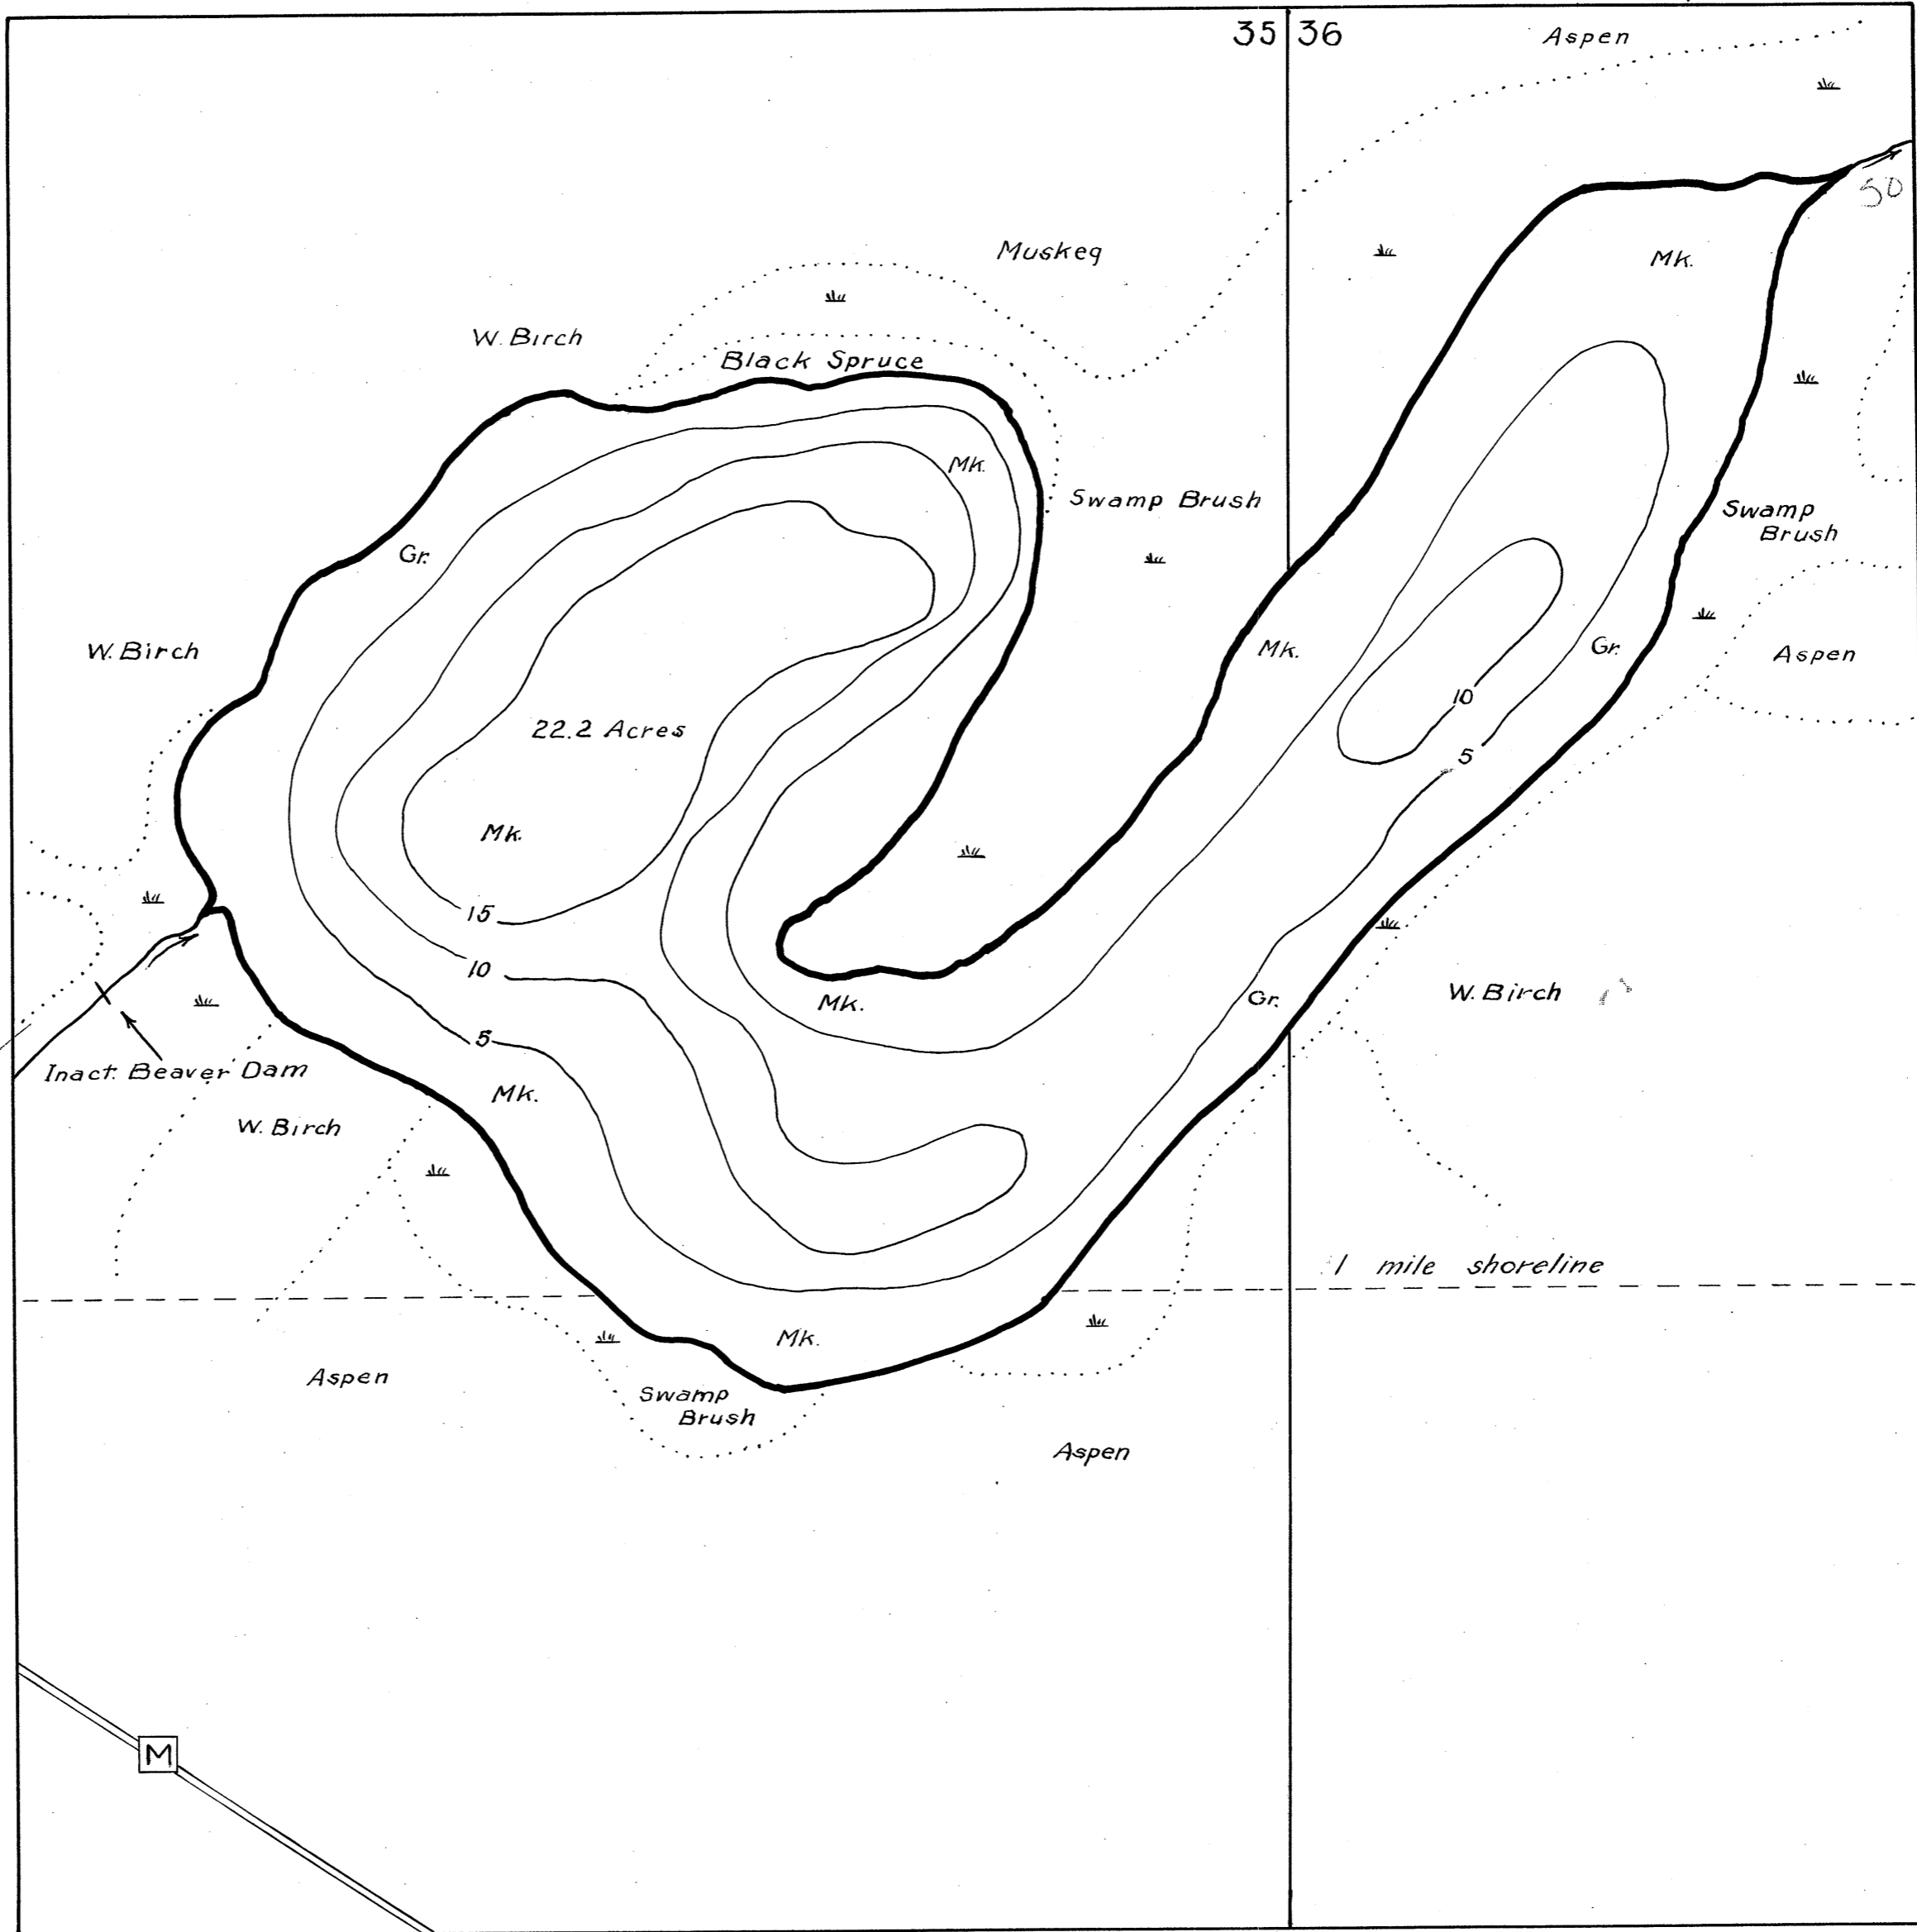 35 36
Aspen
50
Muskeg
Mk.
W. Birch
Black Spruce
Mk.
Swamp Brush
Swamp
Brush
Gr.
W. Birch
Mk.
Gr.
Aspen
10
22.2 Acres
5
Mk.
15
10
Mk.
Gr.
W. Birch
5
Inact. Beaver Dam
Mk.
W. Birch
1 mile shoreline
Mk.
Aspen
Swamp
Brush
Aspen
M